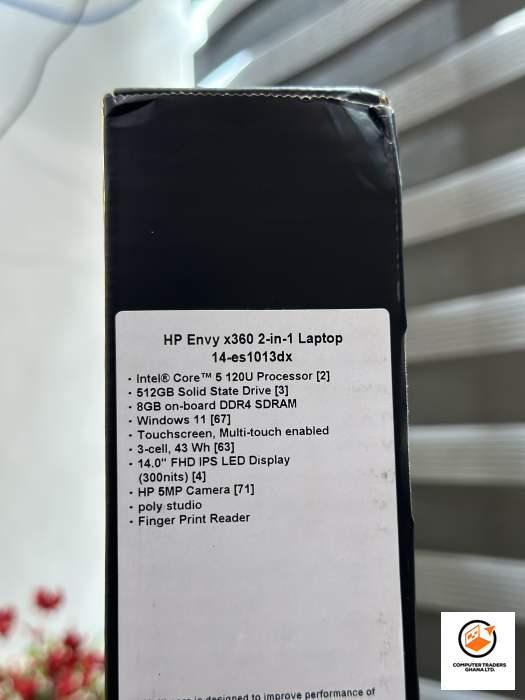 HP Envy x360 2-in-1 Laptop
14-es1013dx
· Intel® Core™ 5 120U Processor [2]
· 512GB Solid State Drive [3]
· 8GB on-board DDR4 SDRAM
· Windows 11 [67]
· Touchscreen, Multi-touch enabled
· 3-cell, 43 Wh [63]
· 14.0" FHD IPS LED Display
(300nits) [4]
· HP 5MP Camera [71]
· poly studio
· Finger Print Reader
is designed to improve performance of
COMPUTER TRADERS
GHANA LTD.